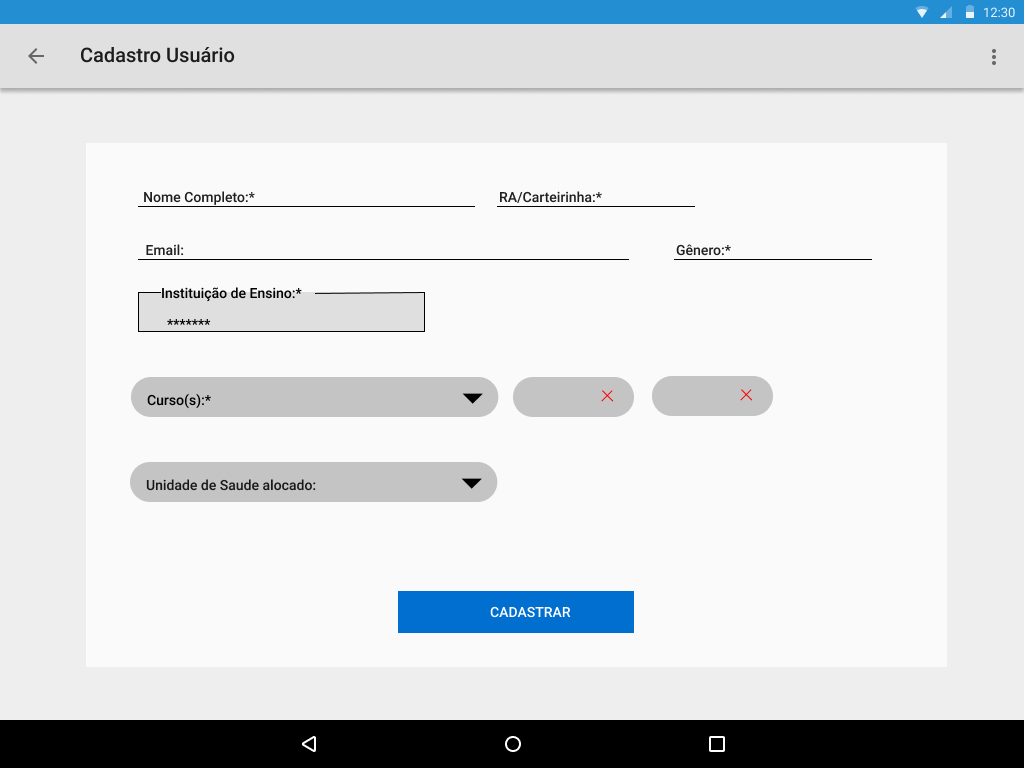 12:30
Cadastro Usuário
Nome Completo:* RA/Carteirinha:*
Email: Gênero:*
Instituição de Ensino:*
*******
Curso(s):*
Unidade de Saude alocado:
CADASTRAR